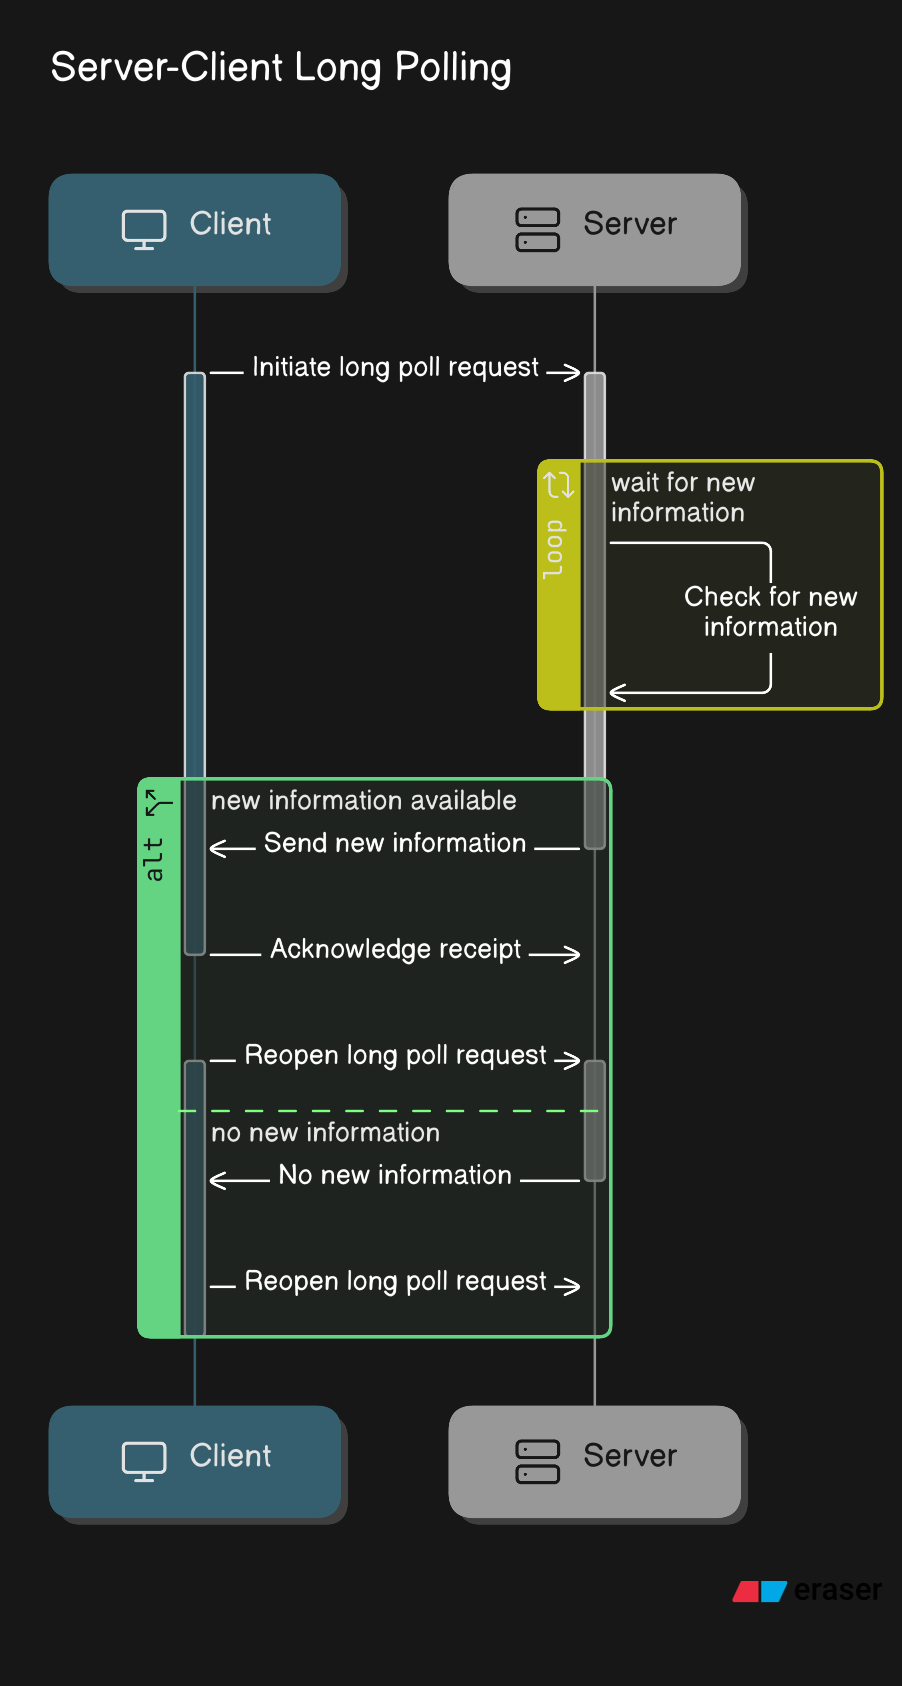 Server-Client Long Polling
Client
Server
Initiate long poll request
loop
wait for new
information
Check for new
information
alt
new information available
Send new information
Acknowledge receipt
Reopen long poll request
no new information
No new information
Reopen long poll request
Client
Server
eraser